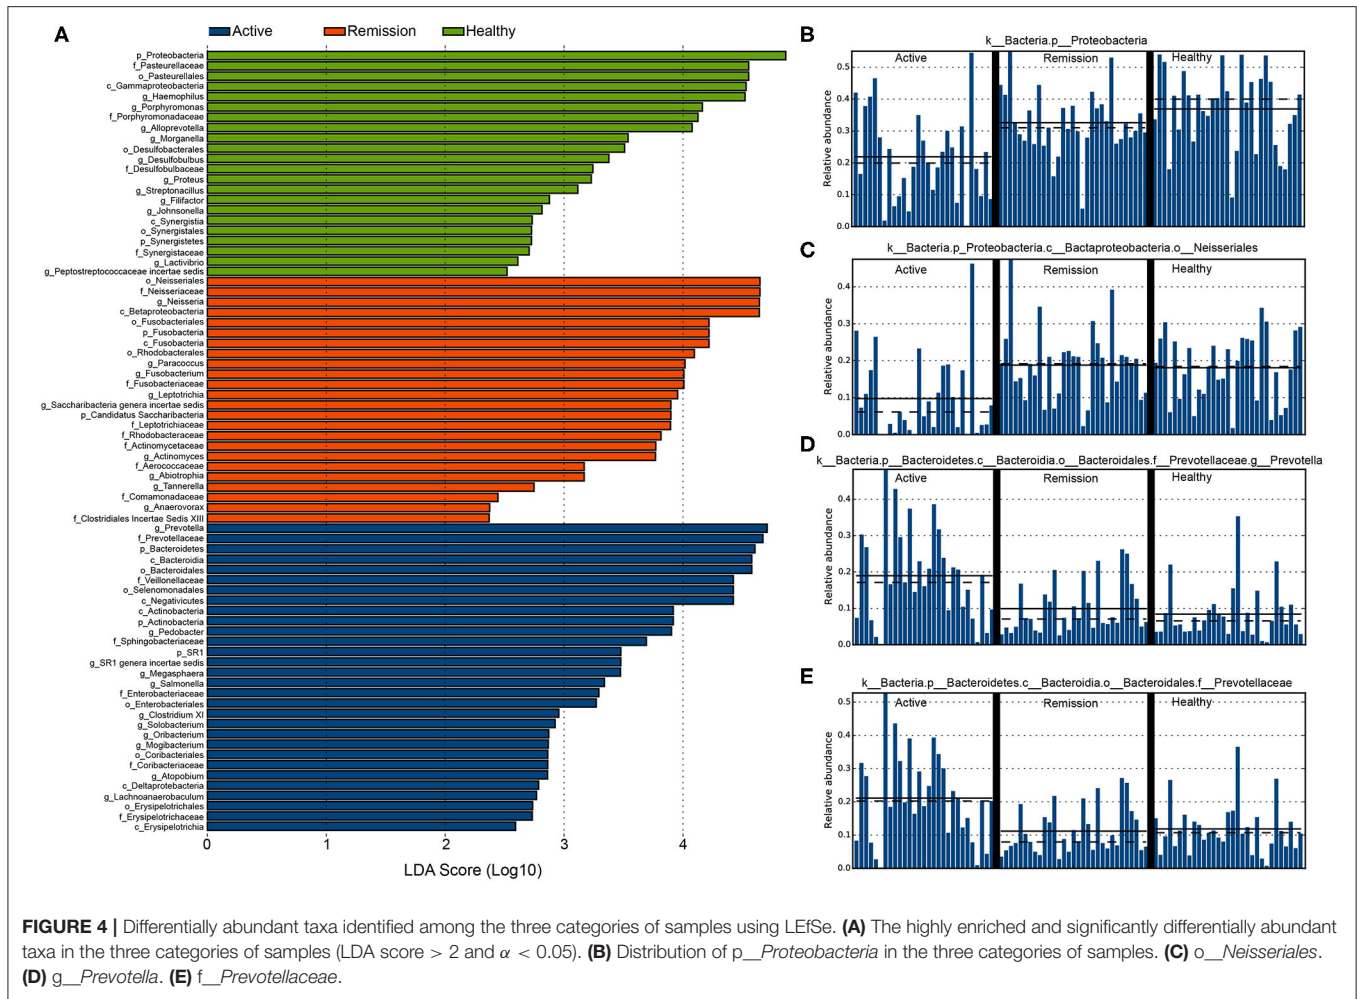 A
Active Remission Healthy
p_Proteobacteria
f_Pasteurellaceae
o_Pasteurellales
c_Gammaproteobacteria
g_Haemophilus
g_Porphyromonas
f_Porphyromonadaceae
g_Alloprevotella
g_Morganella
o_Desulfobacterales
g_Desulfobulbus
f_Desulfobulbaceae
g_Proteus
g_Streptonacillus
g_Filifactor
g_Johnsonella
c_Synergistia
o_Synergistales
p_Synergistetes
f_Synergistaceae
g_Lactivibrio
g_Peptostreptococcaceae incertae sedis
o_Neisseriales
f_Neisseriaceae
g_Neisseria
c_Betaproteobacteria
o_Fusobacteriales
p_Fusobacteria
c_Fusobacteria
o_Rhodobacterales
g_Paracoccus
g_Fusobacterium
f_Fusobacteriaceae
g_Leptotrichia
g_Saccharibacteria genera incertae sedis
p_Candidatus Saccharibacteria
f_Leptotrichiaceae
f_Rhodobacteraceae
f_Actinomycetaceae
g_Actinomyces
f_Aerococcaceae
g_Abiotrophia
g_Tannerella
f_Comamonadaceae
g_Anaerovorax
f_Clostridiales Incertae Sedis XIII
g_Prevotella
f_Prevotellaceae
p_Bacteroidetes
c_Bacteroidia
o_Bacteroidales
f_Veillonellaceae
o_Selenomonadales
c_Negativicutes
c_Actinobacteria
p_Actinobacteria
g_Pedobacter
f_Sphingobacteriaceae
p_SR1
g_SR1 genera incertae sedis
g_Megasphaera
g_Salmonella
f_Enterobacteriaceae
o_Enterobacteriales
g_Clostridium XI
g_Solobacterium
g_Oribacterium
g_Mogibacterium
o_Coribacteriales
f_Coribacteriaceae
g_Atopobium
c_Deltaprotebacteria
g_Lachnoanaerobaculum
o_Erysipelotrichales
f_Erysipelotrichaceae
c_Erysipelotrichia
0 1 2 3 4
LDA Score (Log10)
B
k__Bacteria.p__Proteobacteria
Active Remission Healthy
0.5
0.4
0.3
0.2
0.1
0.0
Relative abundance
C
k__Bacteria.p_Proteobacteria.c__Bactaproteobacteria.o__Neisseriales
Active Remission Healthy
0.4
0.3
0.2
0.1
0.0
Relative abundance
D
k__Bacteria.p__Bacteroidetes.c__Bacteroidia.o__Bacteroidales.f__Prevotellaceae.g__Prevotella
Active Remission Healthy
0.4
0.3
0.2
0.1
0.0
Relative abundance
E
k__Bacteria.p__Bacteroidetes.c__Bacteroidia.o__Bacteroidales.f__Prevotellaceae
Active Remission Healthy
0.5
0.4
0.3
0.2
0.1
0.0
Relative abundance
FIGURE 4 | Differentially abundant taxa identified among the three categories of samples using LEfSe. (A) The highly enriched and significantly differentially abundant
taxa in the three categories of samples (LDA score > 2 and α < 0.05). (B) Distribution of p__Proteobacteria in the three categories of samples. (C) o__Neisseriales.
(D) g__Prevotella. (E) f__Prevotellaceae.